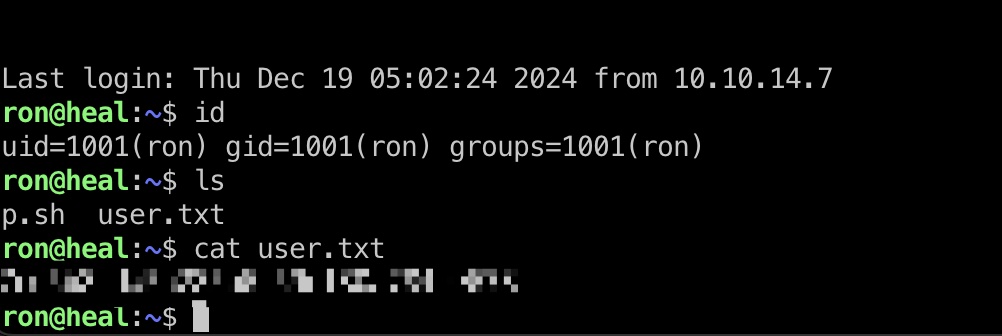 Last login: Thu Dec 19 05:02:24 2024 from 10.10.14.7
ron@heal:~$ id
uid=1001(ron) gid=1001(ron) groups=1001(ron)
ron@heal:~$ ls
p.sh  user.txt
ron@heal:~$ cat user.txt
ron@heal:~$